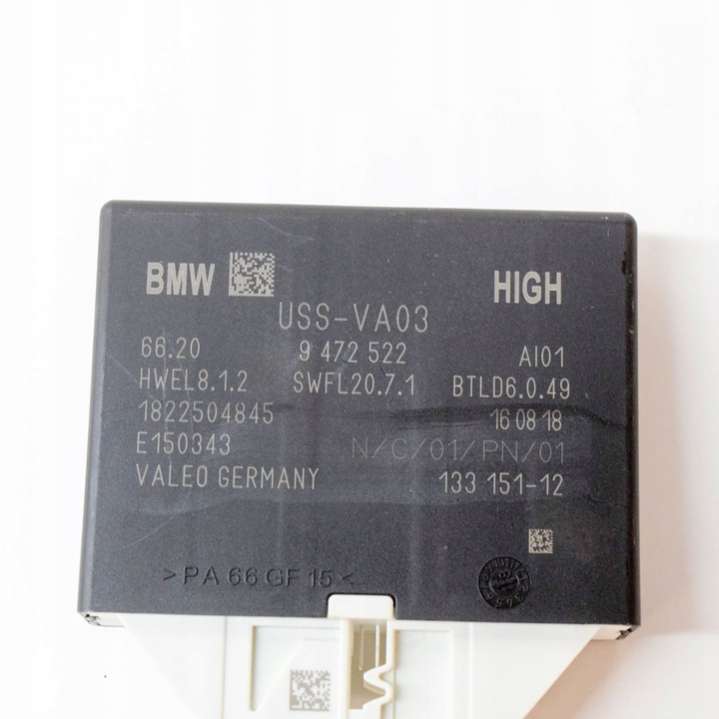 BMW HIGH
USS-VA03
66.20 9 472 522 AI01
HWEL8.1.2 SWFL20.7.1 BTLD6.0.49
1822504845 16 08 18
E150343 N/C/01/PN/01
VALEO GERMANY 133 151-12
>PA 66 GF 15<